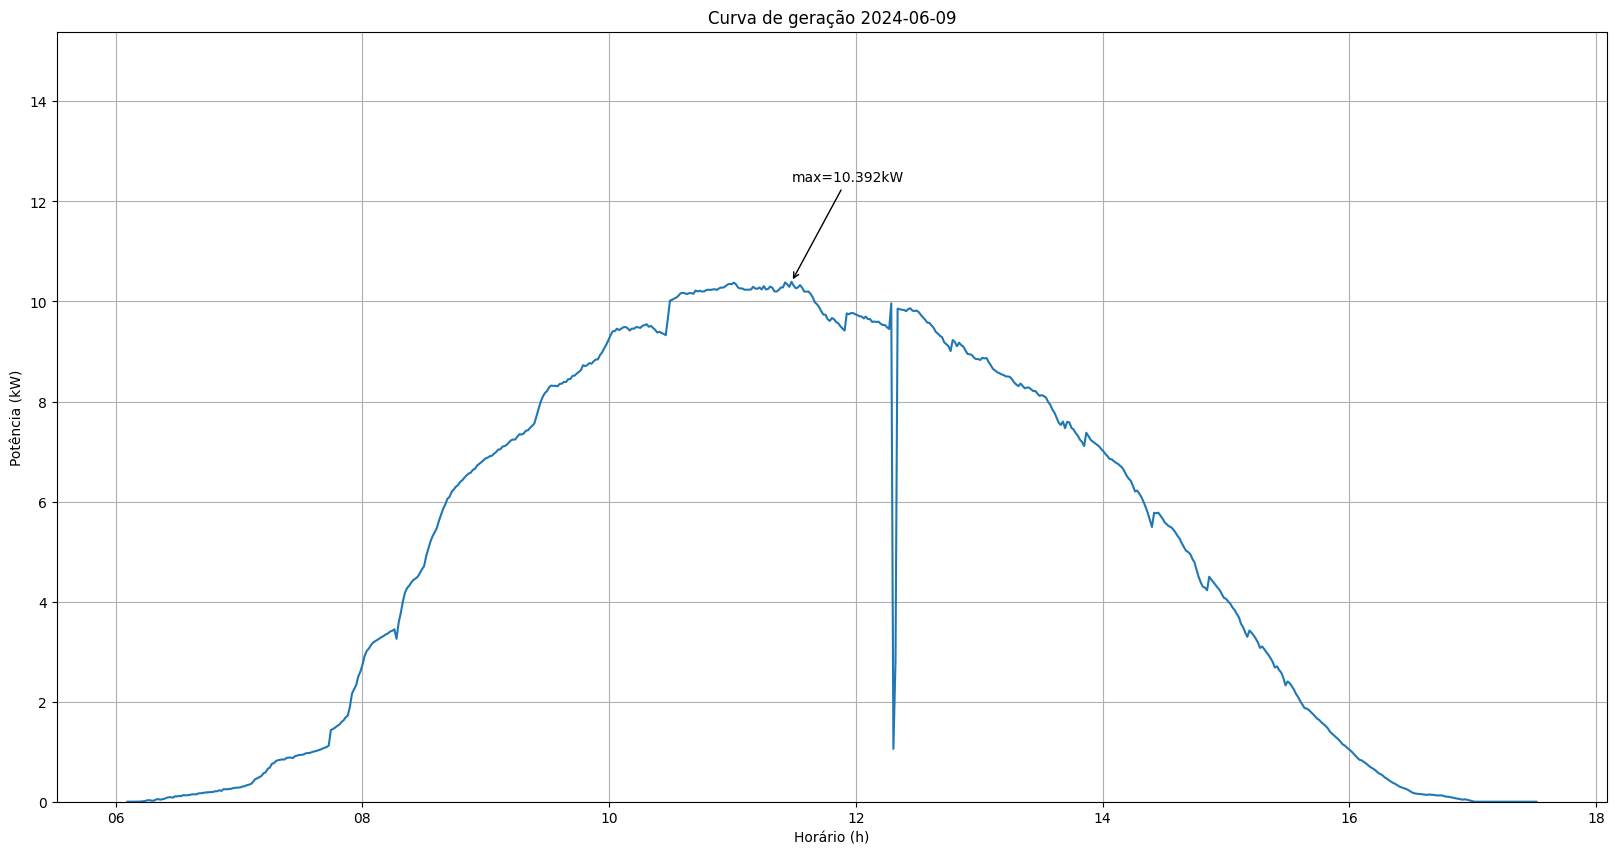 Curva de geração 2024-06-09
14
12
10
8
6
4
2
0
Potência (kW)
max=10.392kW
06 08 10 12 14 16 18
Horário (h)